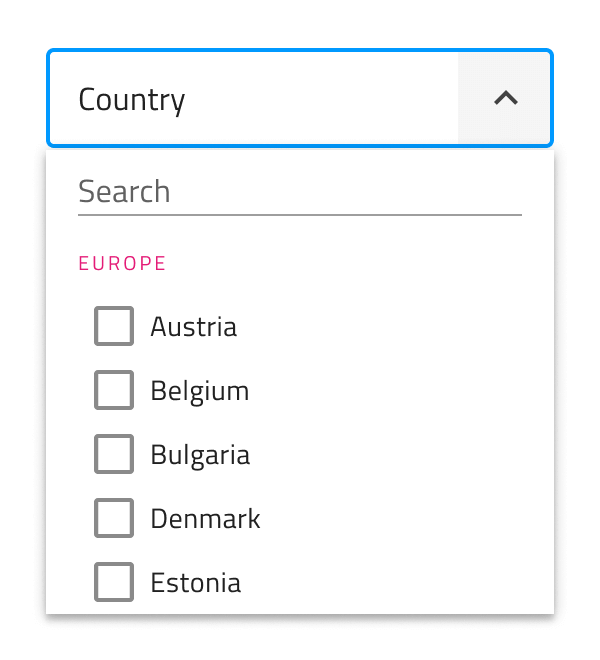 Country
Search
EUROPE
Austria
Belgium
Bulgaria
Denmark
Estonia